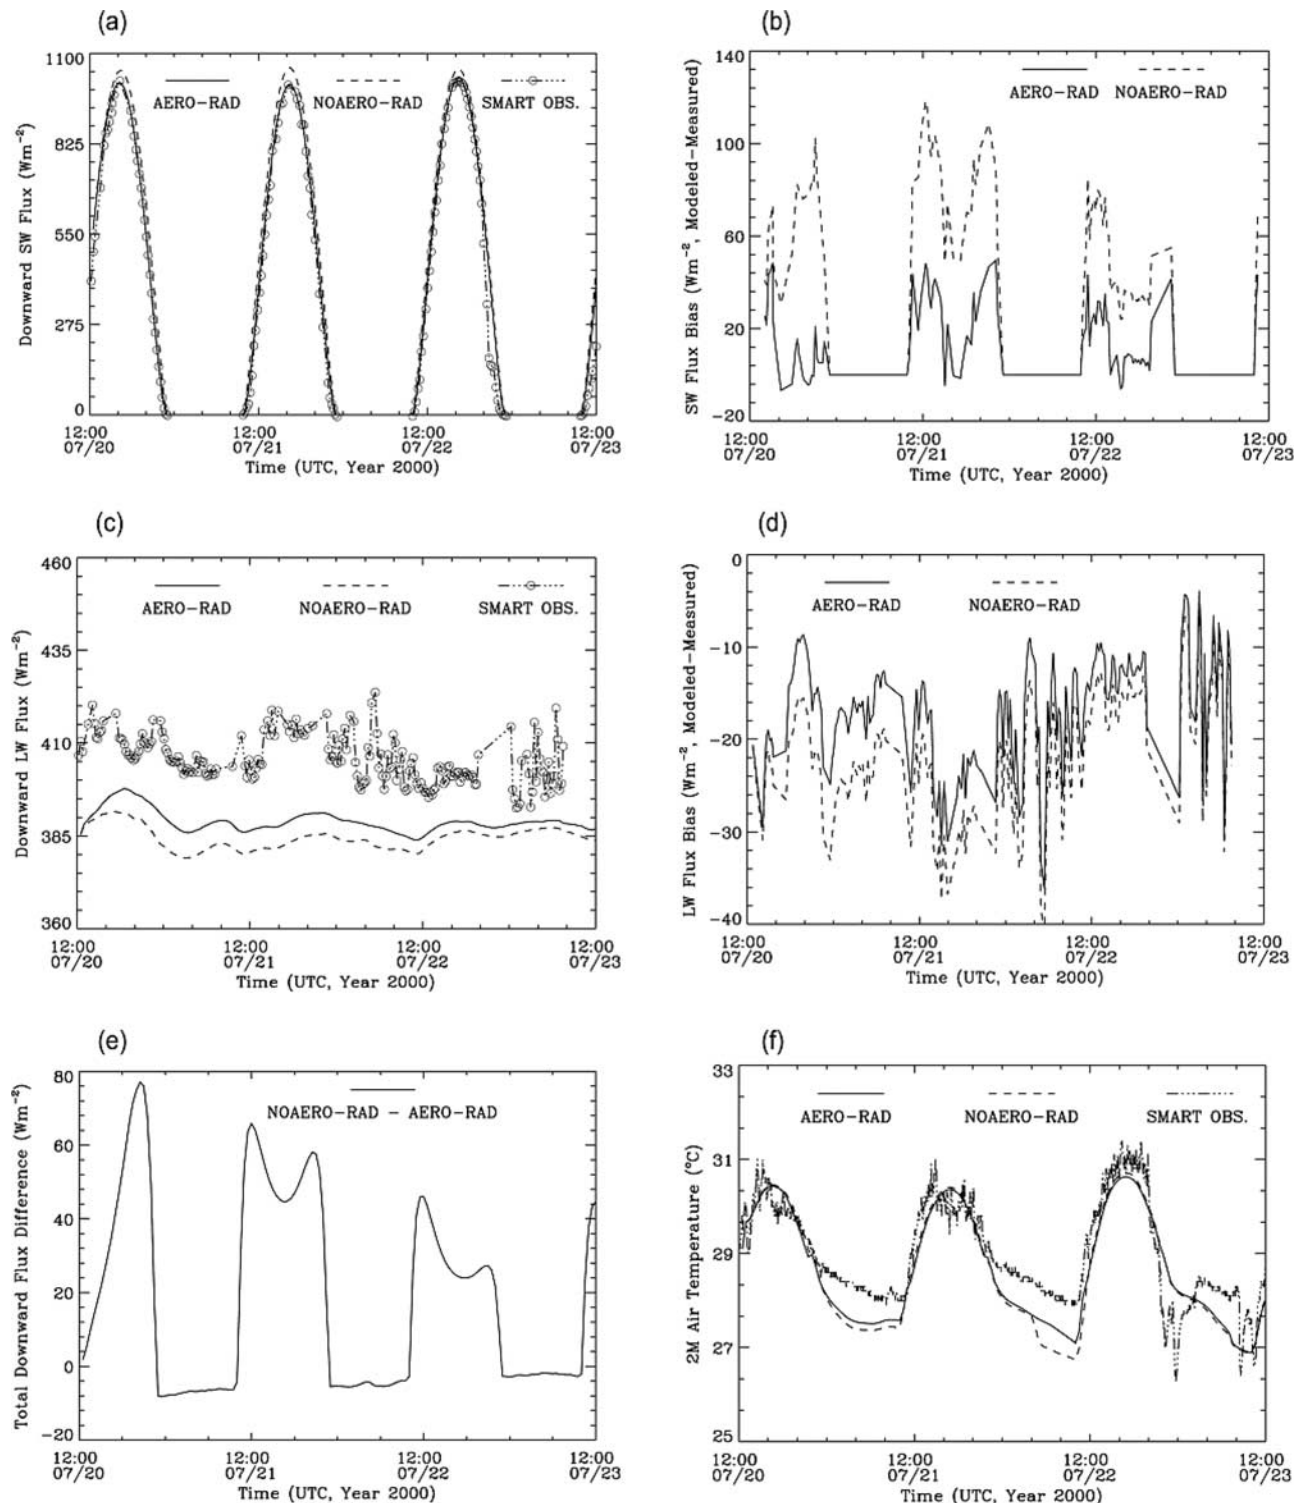 (a)
1100
825
550
275
0
Downward SW Flux (Wm⁻²)
AERO-RAD
NOAERO-RAD
SMART OBS.
12:00 12:00 12:00 12:00
07/20 07/21 07/22 07/23
Time (UTC, Year 2000)
(b)
140
100
60
20
-20
SW Flux Bias (Wm⁻², Modeled-Measured)
AERO-RAD NOAERO-RAD
12:00 12:00 12:00 12:00
07/20 07/21 07/22 07/23
Time (UTC, Year 2000)
(c)
460
435
410
385
360
Downward LW Flux (Wm⁻²)
AERO-RAD NOAERO-RAD SMART OBS.
12:00 12:00 12:00 12:00
07/20 07/21 07/22 07/23
Time (UTC, Year 2000)
(d)
0
-10
-20
-30
-40
LW Flux Bias (Wm⁻², Modeled-Measured)
AERO-RAD NOAERO-RAD
12:00 12:00 12:00 12:00
07/20 07/21 07/22 07/23
Time (UTC, Year 2000)
(e)
80
60
40
20
0
-20
Total Downward Flux Difference (Wm⁻²)
NOAERO-RAD - AERO-RAD
12:00 12:00 12:00 12:00
07/20 07/21 07/22 07/23
Time (UTC, Year 2000)
(f)
33
31
29
27
25
2M Air Temperature (°C)
AERO-RAD NOAERO-RAD SMART OBS.
12:00 12:00 12:00 12:00
07/20 07/21 07/22 07/23
Time (UTC, Year 2000)